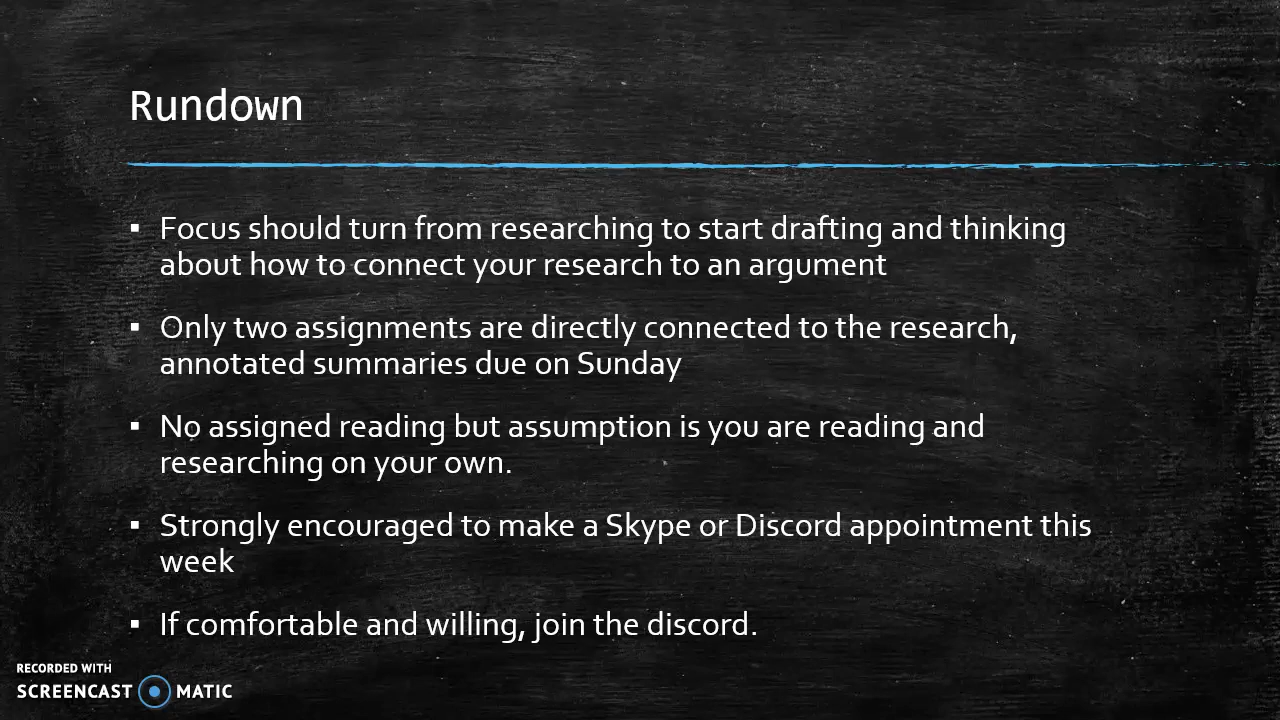 Rundown
▪ Focus should turn from researching to start drafting and thinking
about how to connect your research to an argument
▪ Only two assignments are directly connected to the research,
annotated summaries due on Sunday
▪ No assigned reading but assumption is you are reading and
researching on your own.
▪ Strongly encouraged to make a Skype or Discord appointment this
week
▪ If comfortable and willing, join the discord.
RECORDED WITH
SCREENCAST MATIC